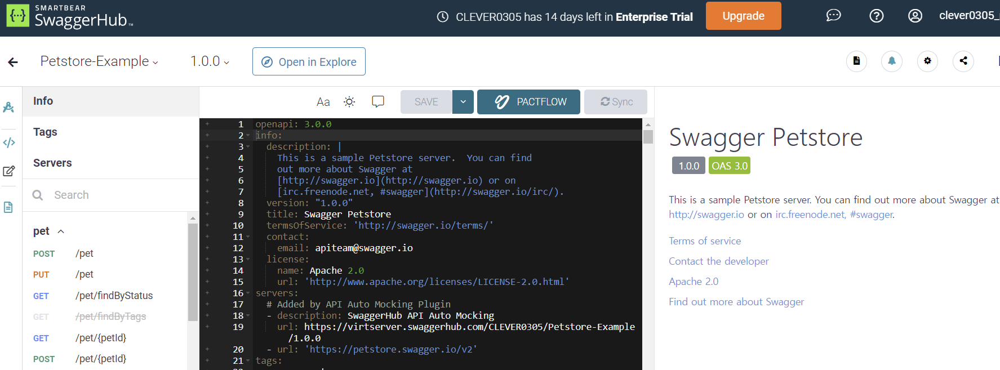 SMARTBEAR
SwaggerHub™
CLEVER0305 has 14 days left in Enterprise Trial
Upgrade
clever0305_
Petstore-Example
1.0.0
Open in Explore
Info
Tags
Servers
Search
pet
POST /pet
PUT /pet
GET /pet/findByStatus
GET /pet/findByTags
GET /pet/{petId}
POST /pet/{petId}
Aa
SAVE
PACTFLOW
Sync
1 openapi: 3.0.0
2 info:
3 description: |
4 This is a sample Petstore server.  You can find
5 out more about Swagger at
6 [http://swagger.io](http://swagger.io) or on
7 [irc.freenode.net, #swagger](http://swagger.io/irc/).
8 version: "1.0.0"
9 title: Swagger Petstore
10 termsOfService: 'http://swagger.io/terms/'
11 contact:
12 email: apiteam@swagger.io
13 license:
14 name: Apache 2.0
15 url: 'http://www.apache.org/licenses/LICENSE-2.0.html'
16 servers:
17 # Added by API Auto Mocking Plugin
18 - description: SwaggerHub API Auto Mocking
19 url: https://virtserver.swaggerhub.com/CLEVER0305/Petstore-Example
/1.0.0
20 - url: 'https://petstore.swagger.io/v2'
21 tags:
Swagger Petstore
1.0.0 OAS 3.0
This is a sample Petstore server. You can find out more about Swagger at
http://swagger.io or on irc.freenode.net, #swagger.
Terms of service
Contact the developer
Apache 2.0
Find out more about Swagger